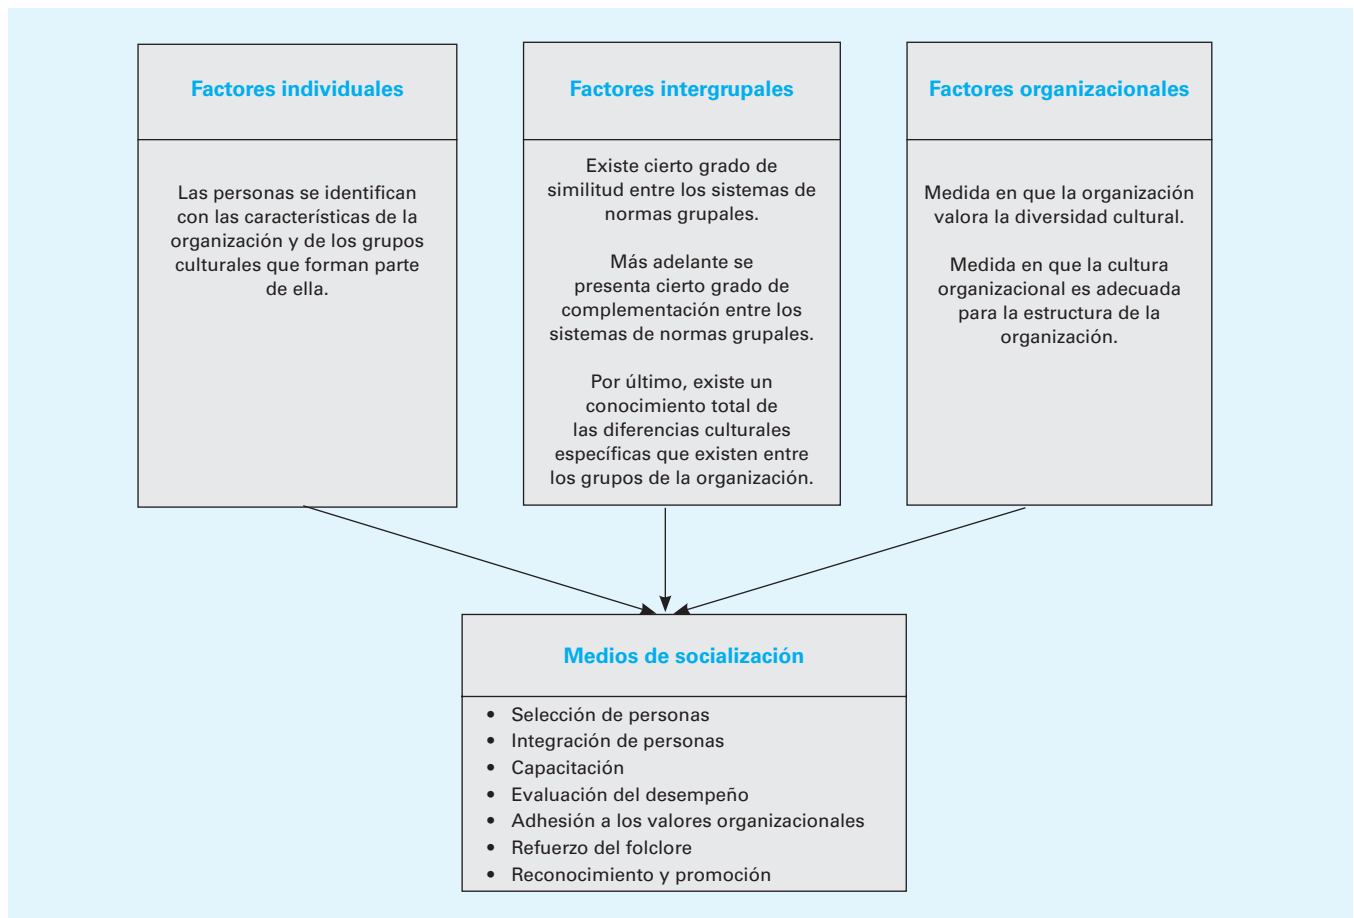 Factores individuales
Las personas se identifican
con las características de la
organización y de los grupos
culturales que forman parte
de ella.
Factores intergrupales
Existe cierto grado de
similitud entre los sistemas de
normas grupales.
Más adelante se
presenta cierto grado de
complementación entre los
sistemas de normas grupales.
Por último, existe un
conocimiento total de
las diferencias culturales
específicas que existen entre
los grupos de la organización.
Factores organizacionales
Medida en que la organización
valora la diversidad cultural.
Medida en que la cultura
organizacional es adecuada
para la estructura de la
organización.
Medios de socialización
• Selección de personas
• Integración de personas
• Capacitación
• Evaluación del desempeño
• Adhesión a los valores organizacionales
• Refuerzo del folclore
• Reconocimiento y promoción